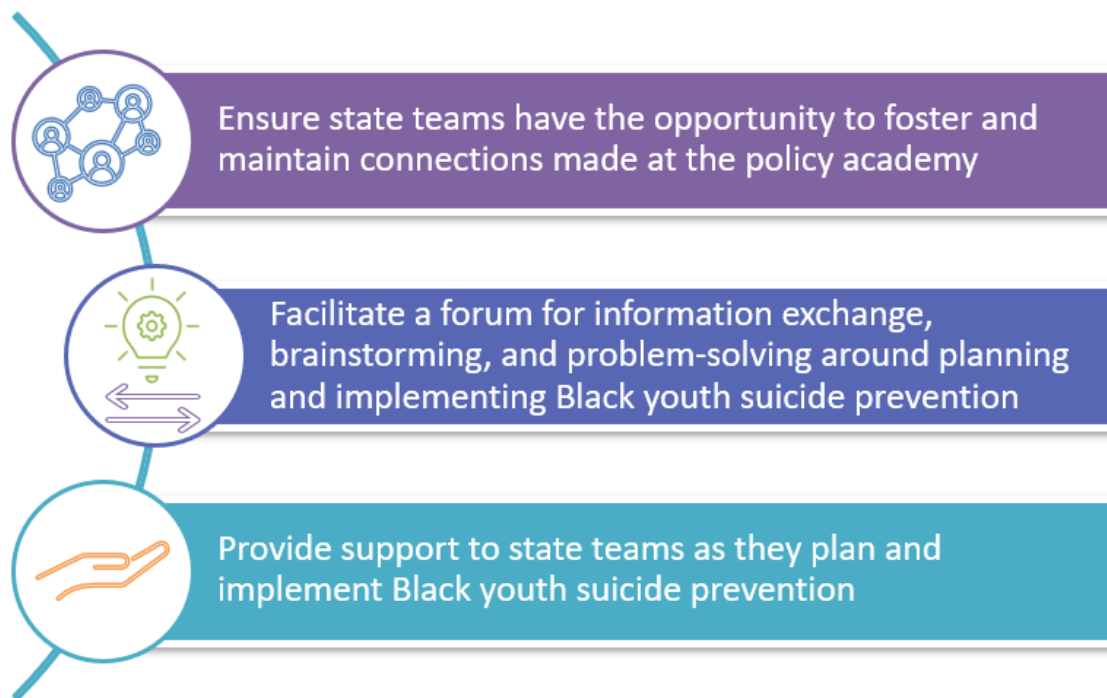 Ensure state teams have the opportunity to foster and
maintain connections made at the policy academy
Facilitate a forum for information exchange,
brainstorming, and problem-solving around planning
and implementing Black youth suicide prevention
Provide support to state teams as they plan and
implement Black youth suicide prevention